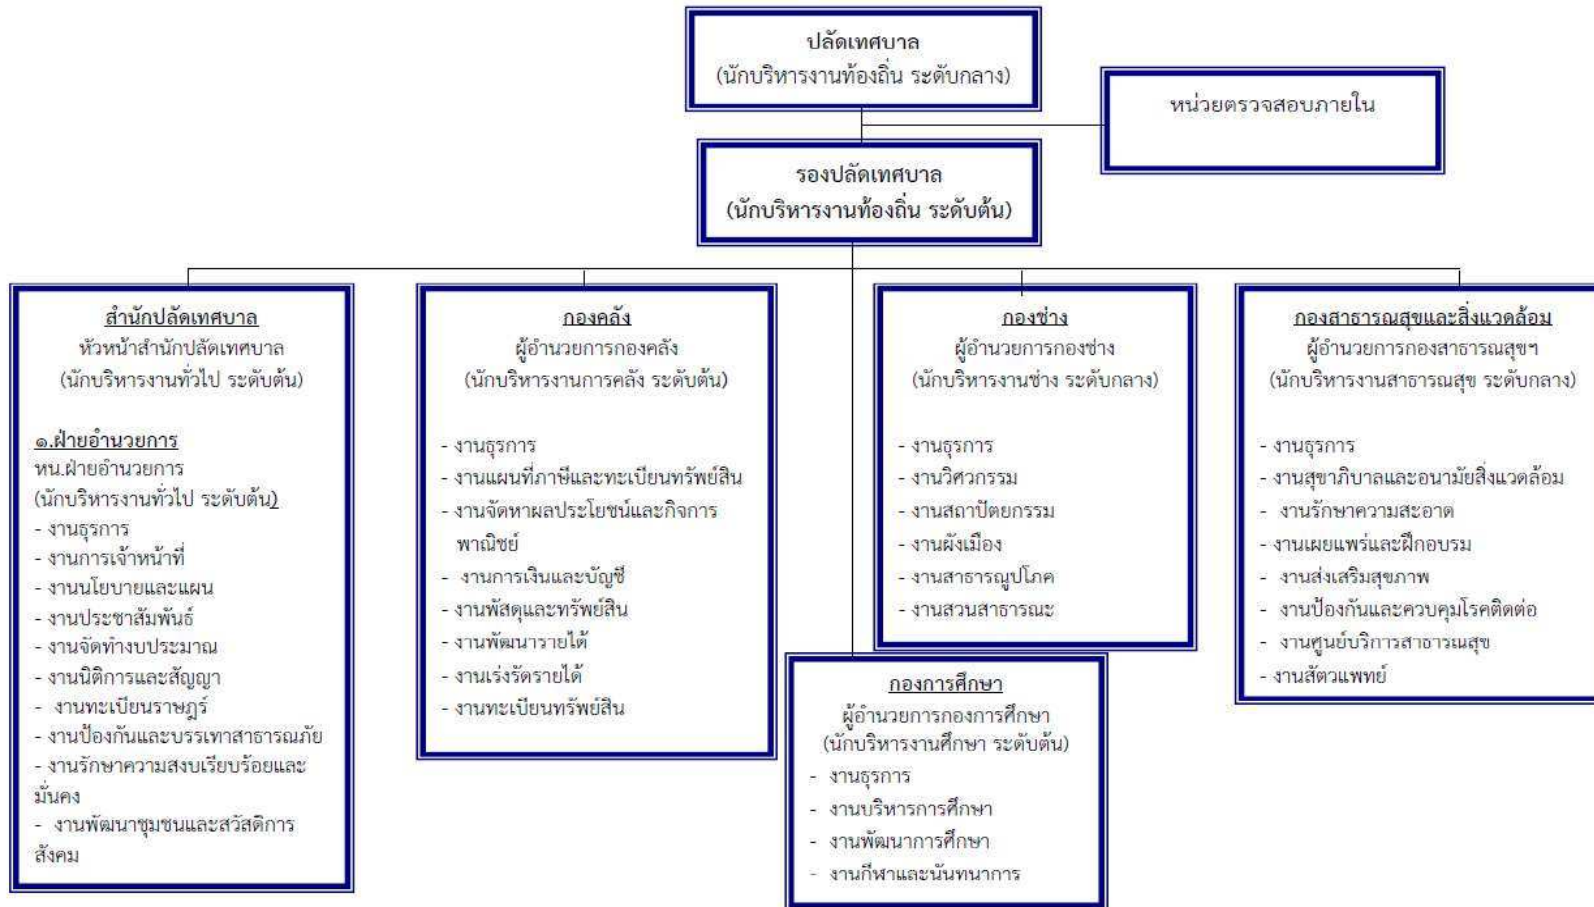 ปลัดเทศบาล
(นักบริหารงานท้องถิ่น ระดับกลาง)
หน่วยตรวจสอบภายใน
รองปลัดเทศบาล
(นักบริหารงานท้องถิ่น ระดับต้น)
สำนักปลัดเทศบาล
หัวหน้าสำนักปลัดเทศบาล
(นักบริหารงานทั่วไป ระดับต้น)
๑.ฝ่ายอำนวยการ
หน.ฝ่ายอำนวยการ
(นักบริหารงานทั่วไป ระดับต้น)
- งานธุรการ
- งานการเจ้าหน้าที่
- งานนโยบายและแผน
- งานประชาสัมพันธ์
- งานจัดทำงบประมาณ
- งานนิติการและสัญญา
- งานทะเบียนราษฎร์
- งานป้องกันและบรรเทาสาธารณภัย
- งานรักษาความสงบเรียบร้อยและ
มั่นคง
- งานพัฒนาชุมชนและสวัสดิการ
สังคม
กองคลัง
ผู้อำนวยการกองคลัง
(นักบริหารงานการคลัง ระดับต้น)
- งานธุรการ
- งานแผนที่ภาษีและทะเบียนทรัพย์สิน
- งานจัดหาผลประโยชน์และกิจการ
พาณิชย์
- งานการเงินและบัญชี
- งานพัสดุและทรัพย์สิน
- งานพัฒนารายได้
- งานเร่งรัดรายได้
- งานทะเบียนทรัพย์สิน
กองช่าง
ผู้อำนวยการกองช่าง
(นักบริหารงานช่าง ระดับกลาง)
- งานธุรการ
- งานวิศวกรรม
- งานสถาปัตยกรรม
- งานผังเมือง
- งานสาธารณูปโภค
- งานสวนสาธารณะ
กองสาธารณสุขและสิ่งแวดล้อม
ผู้อำนวยการกองสาธารณสุขฯ
(นักบริหารงานสาธารณสุข ระดับกลาง)
- งานธุรการ
- งานสุขาภิบาลและอนามัยสิ่งแวดล้อม
- งานรักษาความสะอาด
- งานเผยแพร่และฝึกอบรม
- งานส่งเสริมสุขภาพ
- งานป้องกันและควบคุมโรคติดต่อ
- งานศูนย์บริการสาธารณสุข
- งานสัตวแพทย์
กองการศึกษา
ผู้อำนวยการกองการศึกษา
(นักบริหารงานศึกษา ระดับต้น)
- งานธุรการ
- งานบริหารการศึกษา
- งานพัฒนาการศึกษา
- งานกีฬาและนันทนาการ